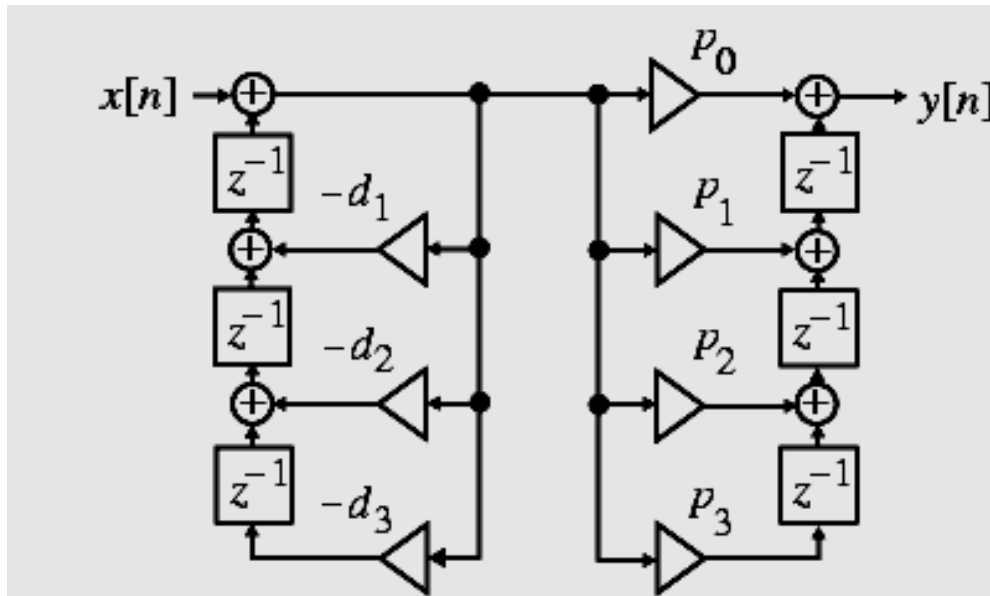 p₀
x[n] + + y[n]
z⁻¹ −d₁ p₁ z⁻¹
+ +
z⁻¹ −d₂ p₂ z⁻¹
+ +
z⁻¹ −d₃ p₃ z⁻¹